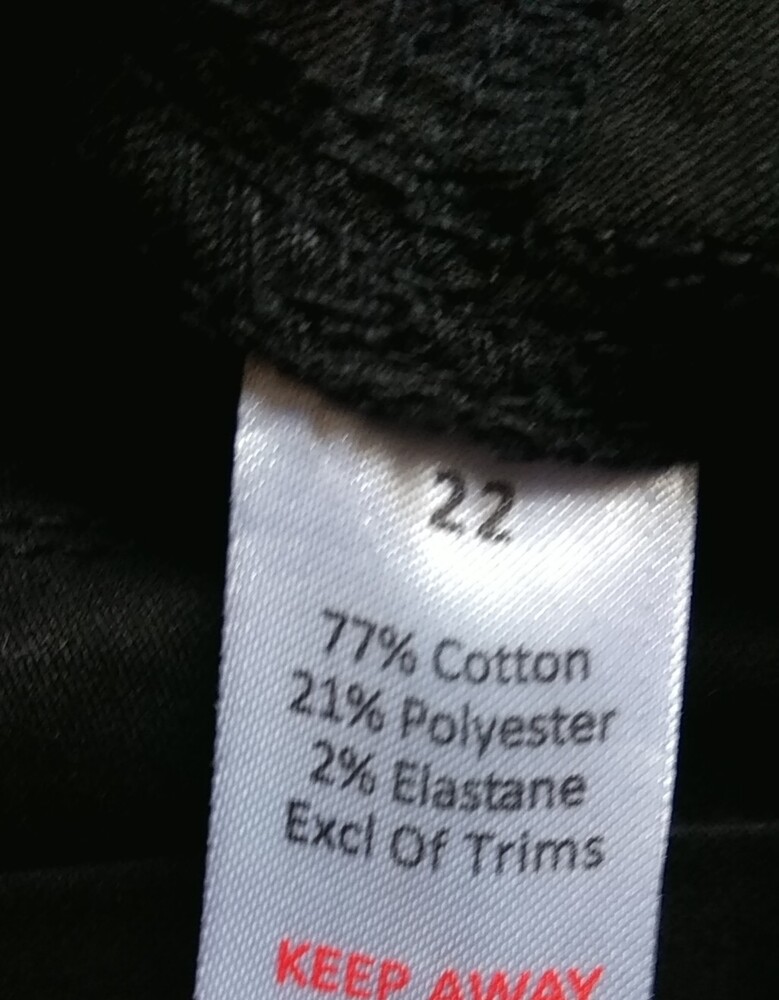 22
77% Cotton
21% Polyester
2% Elastane
Excl Of Trims
KEEP AWAY